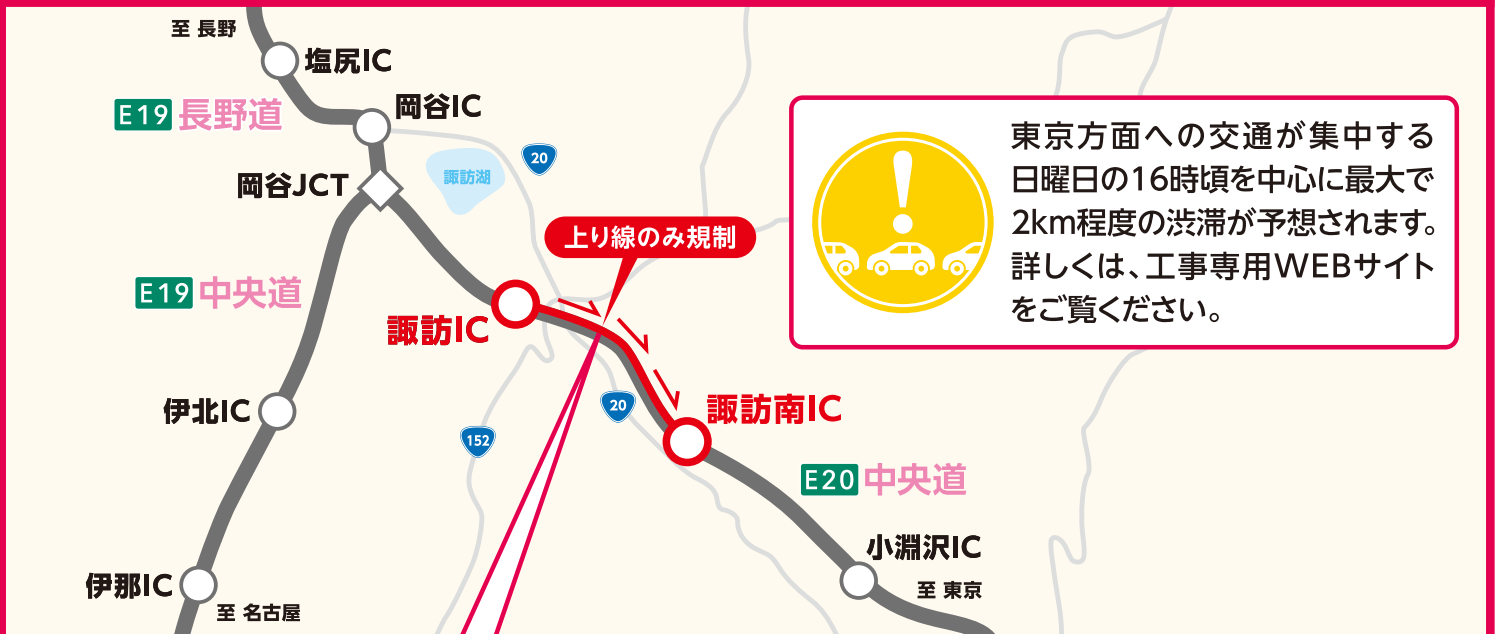 至 長野
塩尻IC
E19 長野道
岡谷IC
岡谷JCT
諏訪湖
20
上り線のみ規制
東京方面への交通が集中する
日曜日の16時頃を中心に最大で
2km程度の渋滞が予想されます。
詳しくは、工事専用WEBサイト
をご覧ください。
E19 中央道
諏訪IC
伊北IC
20
諏訪南IC
152
E20 中央道
小淵沢IC
至 東京
伊那IC
至 名古屋